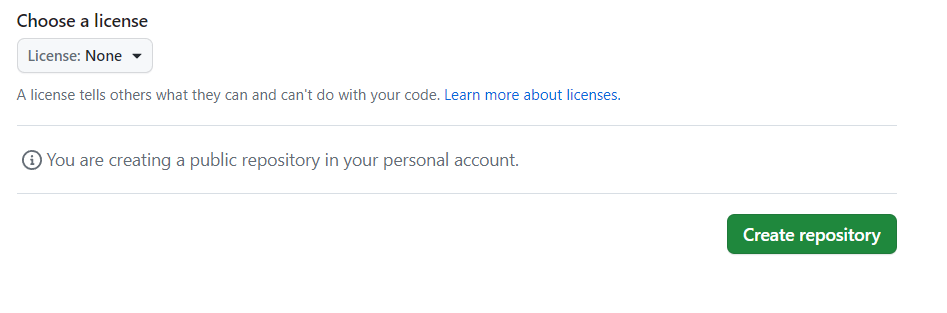 Choose a license
License: None
A license tells others what they can and can't do with your code. Learn more about licenses.
You are creating a public repository in your personal account.
Create repository